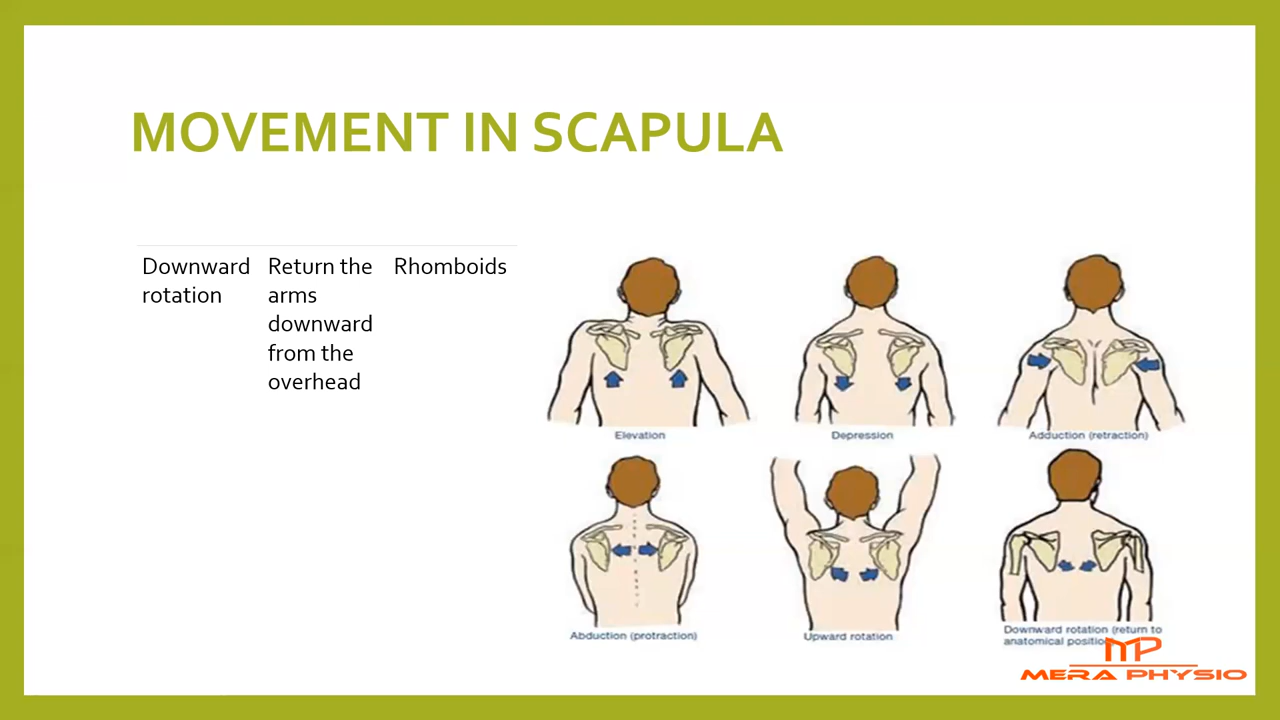 MOVEMENT IN SCAPULA
Downward
rotation
Return the
arms
downward
from the
overhead
Rhomboids
Elevation
Depression
Adduction (retraction)
Abduction (protraction)
Upward rotation
Downward rotation (return to
anatomical
MP
MERA PHYSIO